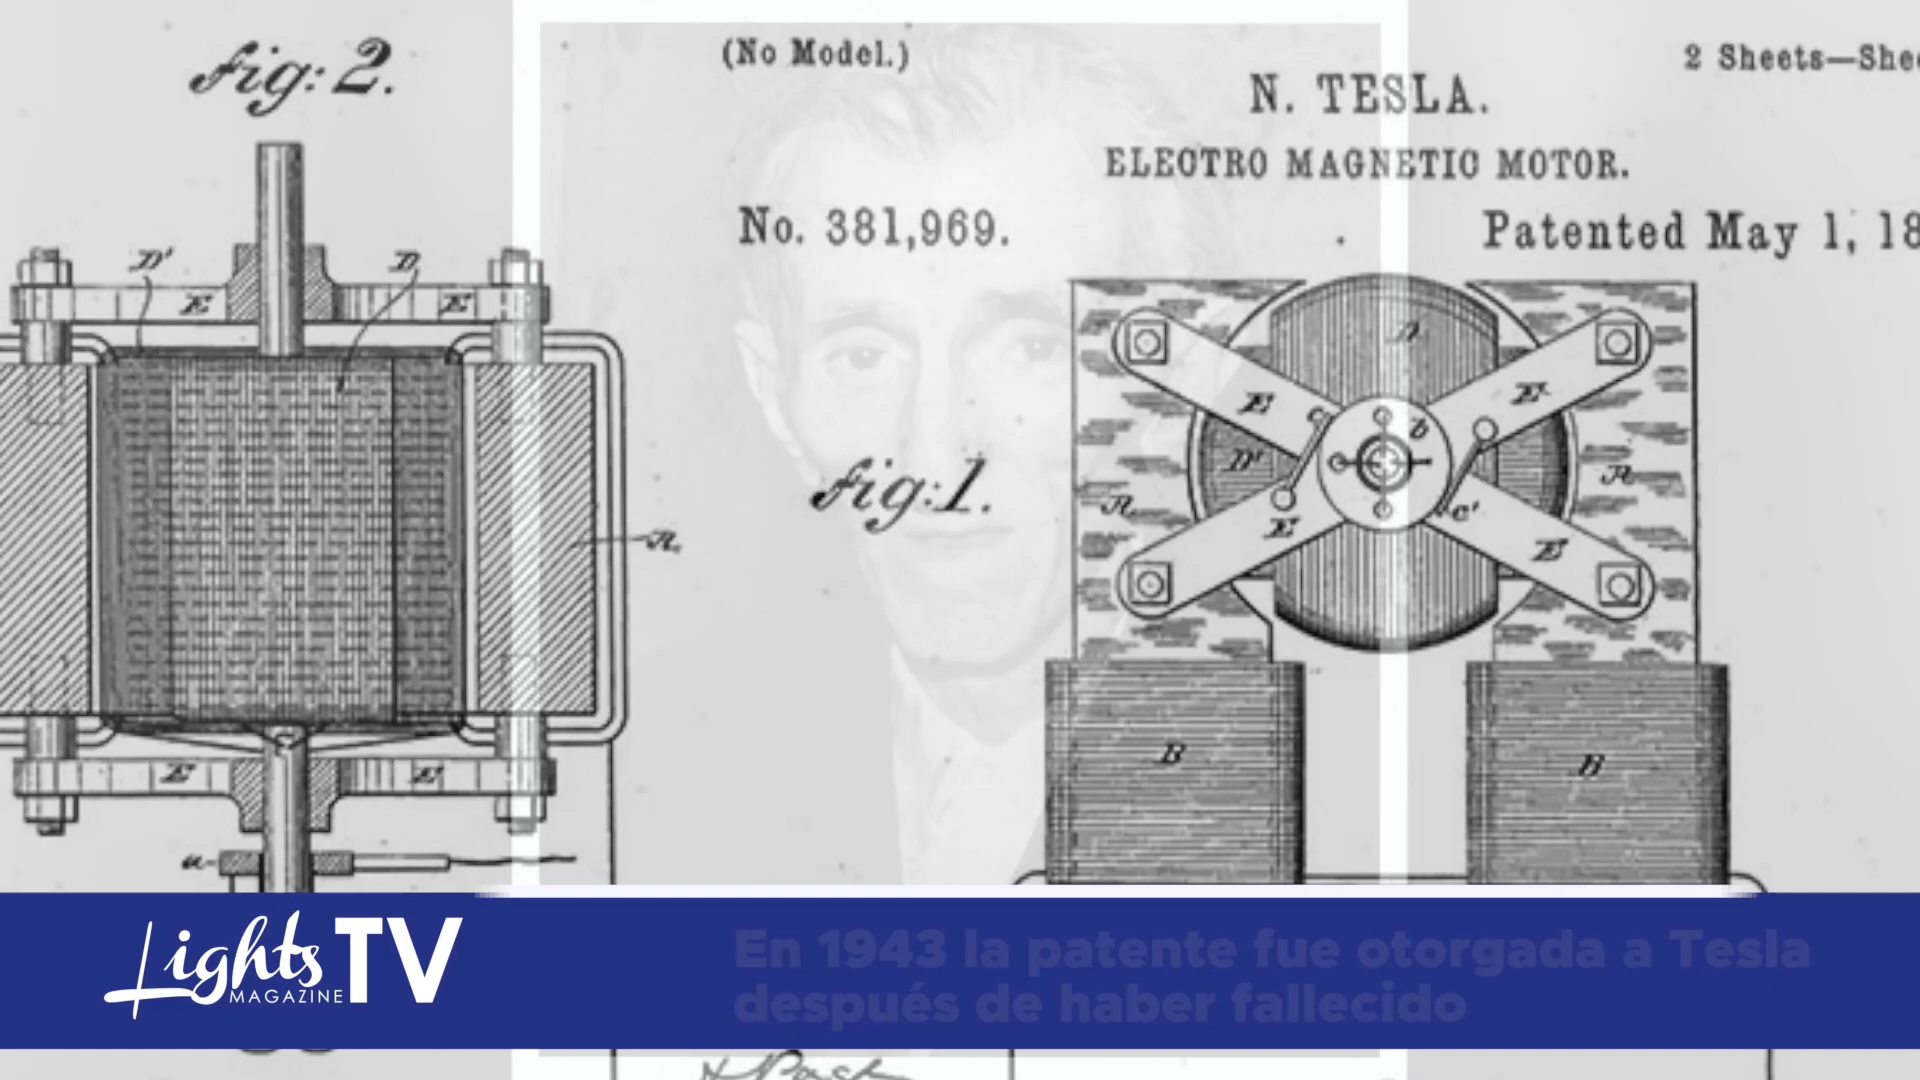 fig: 2.
(No Model.)
2 Sheets—Shee
N. TESLA.
ELECTRO MAGNETIC MOTOR.
No. 381,969.
Patented May 1, 18
D' D
E E
fig: 1.
A
E E'
c b
D' A
A c'
E E
A
B B
E E
a
Lights TV
MAGAZINE
En 1943 la patente fue otorgada a Tesla
después de haber fallecido